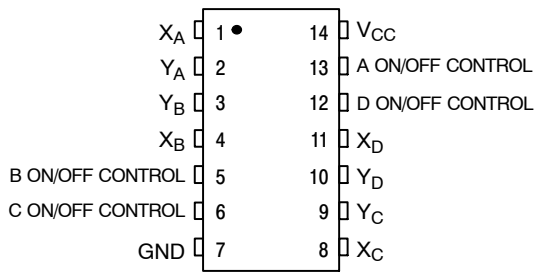 X_A 1 14 V_CC
Y_A 2 13 A ON/OFF CONTROL
Y_B 3 12 D ON/OFF CONTROL
X_B 4 11 X_D
B ON/OFF CONTROL 5 10 Y_D
C ON/OFF CONTROL 6 9 Y_C
GND 7 8 X_C